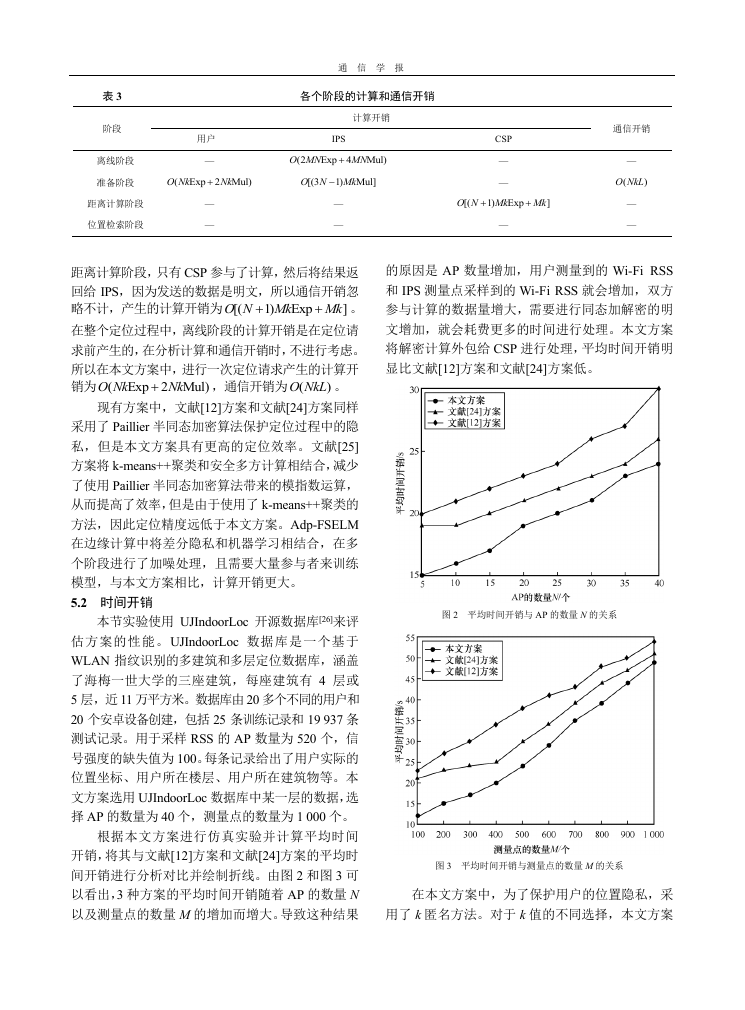 通 信 学 报
表 3 各个阶段的计算和通信开销
阶段 计算开销 通信开销
用户 IPS CSP
离线阶段 — O(2MNExp+4MNMul) — —
准备阶段 O(NkExp+2NkMul) O[(3N−1)MkMul] — O(NkL)
距离计算阶段 — — O[(N+1)MkExp+Mk] —
位置检索阶段 — — — —
距离计算阶段，只有 CSP 参与了计算，然后将结果返
回给 IPS，因为发送的数据是明文，所以通信开销忽
略不计，产生的计算开销为O[(N+1)MkExp+Mk]。
在整个定位过程中，离线阶段的计算开销是在定位请
求前产生的，在分析计算和通信开销时，不进行考虑。
所以在本文方案中，进行一次定位请求产生的计算开
销为O(NkExp+2NkMul)，通信开销为O(NkL)。
现有方案中，文献[12]方案和文献[24]方案同样
采用了 Paillier 半同态加密算法保护定位过程中的隐
私，但是本文方案具有更高的定位效率。文献[25]
方案将 k-means++聚类和安全多方计算相结合，减少
了使用 Paillier 半同态加密算法带来的模指数运算，
从而提高了效率，但是由于使用了 k-means++聚类的
方法，因此定位精度远低于本文方案。Adp-FSELM
在边缘计算中将差分隐私和机器学习相结合，在多
个阶段进行了加噪处理，且需要大量参与者来训练
模型，与本文方案相比，计算开销更大。
5.2 时间开销
本节实验使用 UJIndoorLoc 开源数据库[26]来评
估方案的性能。UJIndoorLoc 数据库是一个基于
WLAN 指纹识别的多建筑和多层定位数据库，涵盖
了海梅一世大学的三座建筑，每座建筑有 4 层或
5 层，近 11 万平方米。数据库由 20 多个不同的用户和
20 个安卓设备创建，包括 25 条训练记录和 19 937 条
测试记录。用于采样 RSS 的 AP 数量为 520 个，信
号强度的缺失值为 100。每条记录给出了用户实际的
位置坐标、用户所在楼层、用户所在建筑物等。本
文方案选用 UJIndoorLoc 数据库中某一层的数据，选
择 AP 的数量为 40 个，测量点的数量为 1 000 个。
根据本文方案进行仿真实验并计算平均时间
开销，将其与文献[12]方案和文献[24]方案的平均时
间开销进行分析对比并绘制折线。由图 2 和图 3 可
以看出，3 种方案的平均时间开销随着 AP 的数量 N
以及测量点的数量 M 的增加而增大。导致这种结果
的原因是 AP 数量增加，用户测量到的 Wi-Fi RSS
和 IPS 测量点采样到的 Wi-Fi RSS 就会增加，双方
参与计算的数据量增大，需要进行同态加解密的明
文增加，就会耗费更多的时间进行处理。本文方案
将解密计算外包给 CSP 进行处理，平均时间开销明
显比文献[12]方案和文献[24]方案低。
30
25
20
15
平均时间开销/s
本文方案
文献[24]方案
文献[12]方案
5 10 15 20 25 30 35 40
AP的数量N/个
图 2 平均时间开销与 AP 的数量 N 的关系
55
50
45
40
35
30
25
20
15
10
平均时间开销/s
本文方案
文献[24]方案
文献[12]方案
100 200 300 400 500 600 700 800 900 1 000
测量点的数量M/个
图 3 平均时间开销与测量点的数量 M 的关系
在本文方案中，为了保护用户的位置隐私，采
用了 k 匿名方法。对于 k 值的不同选择，本文方案